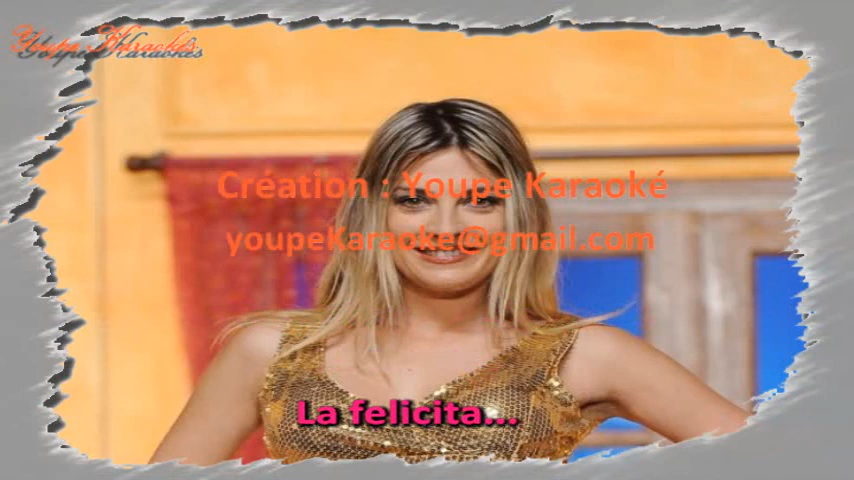 Youpe Karaokés
Création : Youpe Karaoké
youpeKaraoke@gmail.com
La felicita...